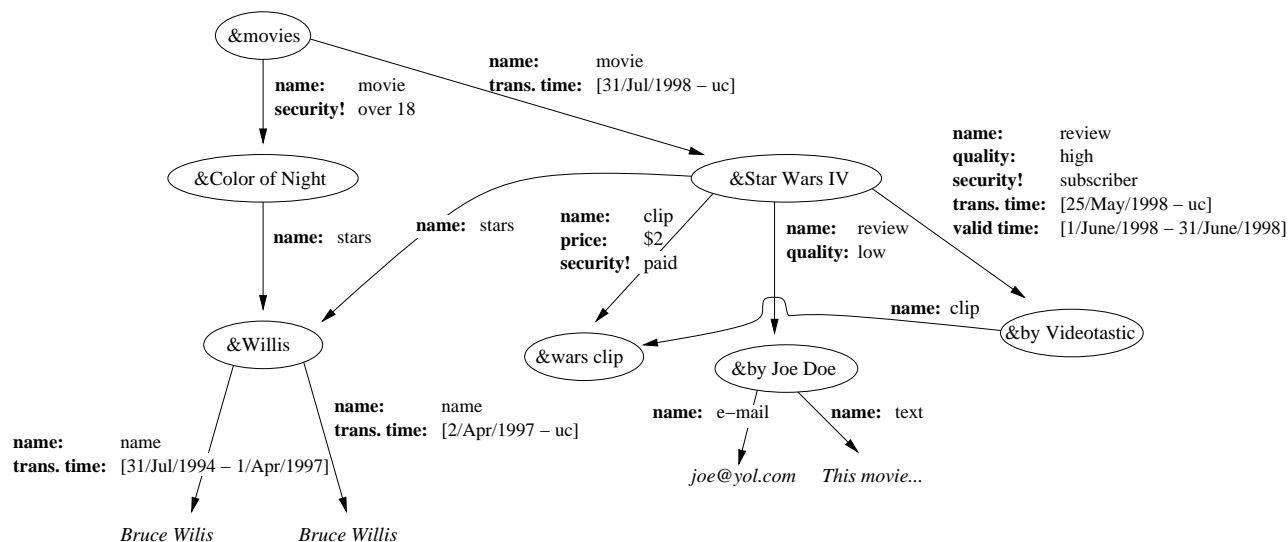 &movies
name: movie
trans. time: [31/Jul/1998 – uc]
name: movie
security! over 18
name: review
quality: high
security! subscriber
trans. time: [25/May/1998 – uc]
valid time: [1/June/1998 – 31/June/1998]
&Color of Night
&Star Wars IV
name: stars
name: stars
name: clip
price: $2
security! paid
name: review
quality: low
name: clip
&Willis
&wars clip
&by Joe Doe
&by Videotastic
name: name
trans. time: [31/Jul/1994 – 1/Apr/1997]
name: name
trans. time: [2/Apr/1997 – uc]
name: e–mail
name: text
joe@yol.com
This movie...
Bruce Wilis
Bruce Willis